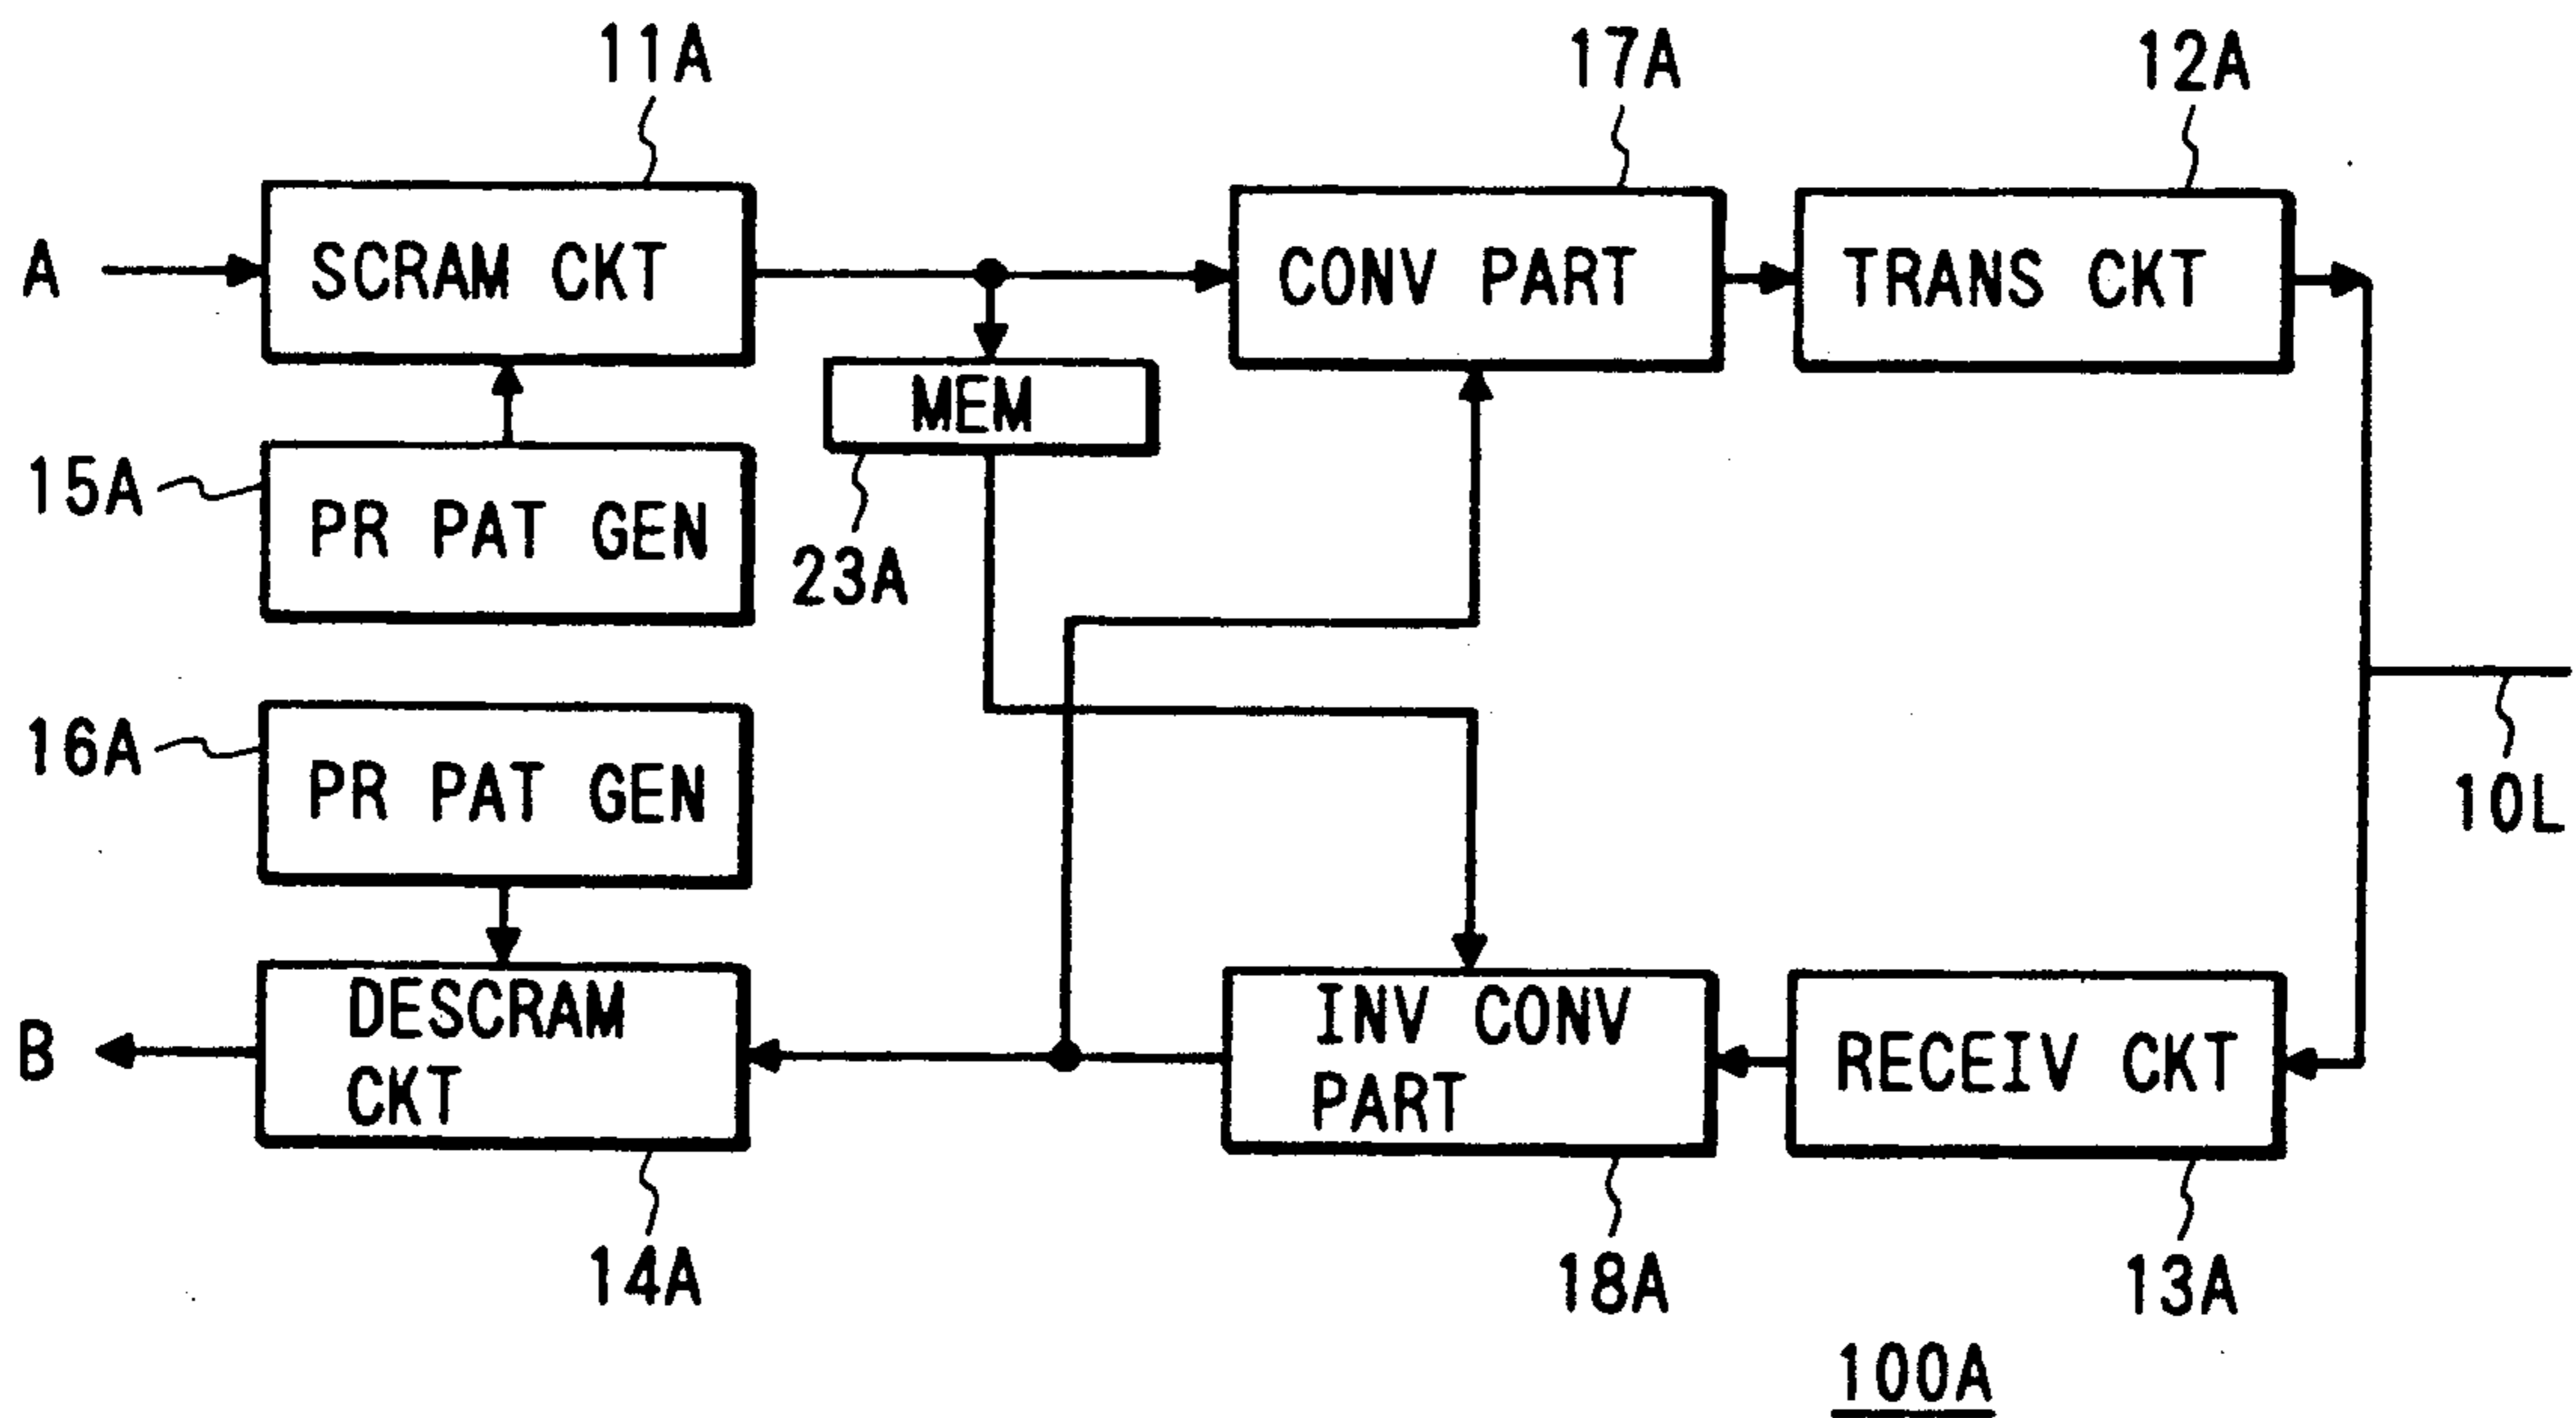 11A
17A
12A
A
SCRAM CKT
CONV PART
TRANS CKT
MEM
15A
PR PAT GEN
23A
16A
PR PAT GEN
10L
B
DESCRAM
CKT
INV CONV
PART
RECEIV CKT
14A
18A
13A
100A